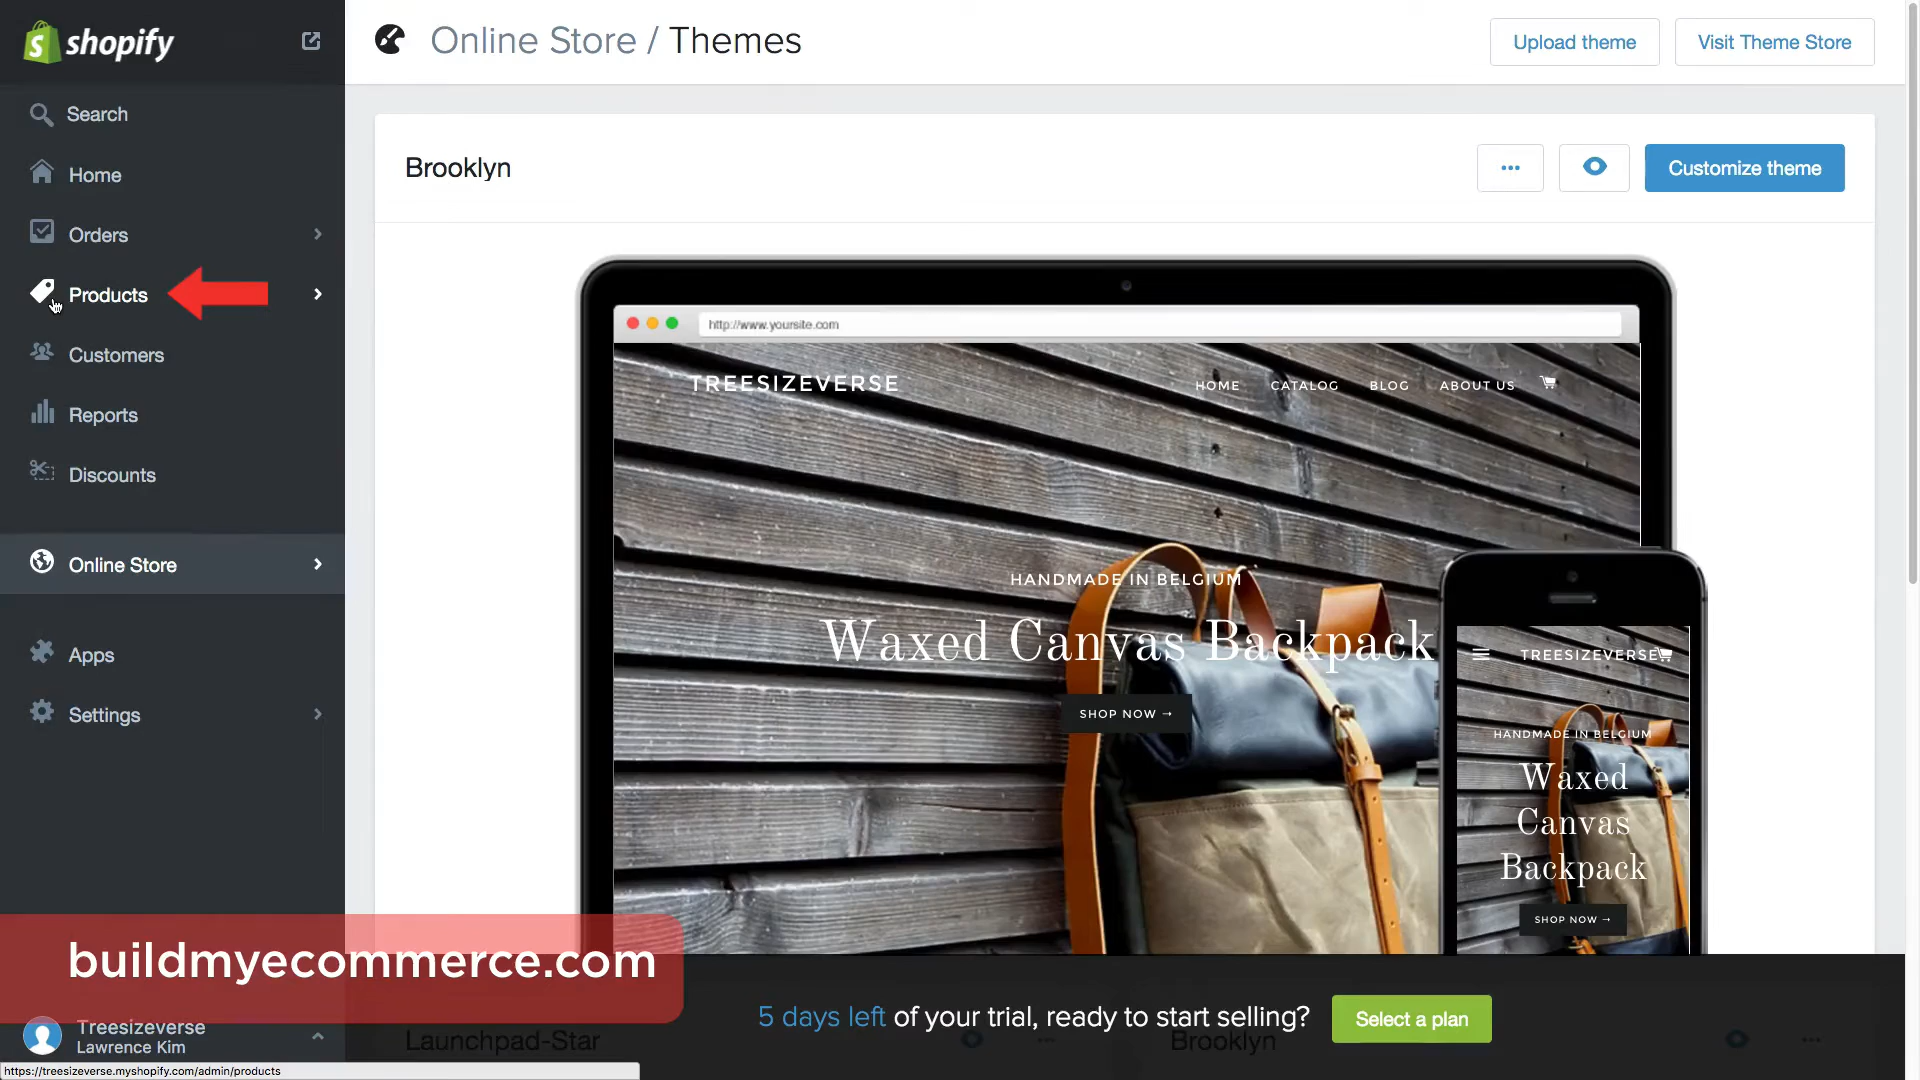 shopify
Online Store / Themes
Upload theme
Visit Theme Store
Search
Home
Orders
Products
Customers
Reports
Discounts
Online Store
Apps
Settings
Brooklyn
Customize theme
http://www.yoursite.com
TREESIZEVERSE
HOME CATALOG BLOG ABOUT US
HANDMADE IN BELGIUM
Waxed Canvas Backpack
SHOP NOW →
TREESIZEVERSE
HANDMADE IN BELGIUM
Waxed
Canvas
Backpack
SHOP NOW →
buildmyecommerce.com
5 days left of your trial, ready to start selling?
Select a plan
Launchpad-Star
Brooklyn
Treesizeverse
Lawrence Kim
https://treesizeverse.myshopify.com/admin/products